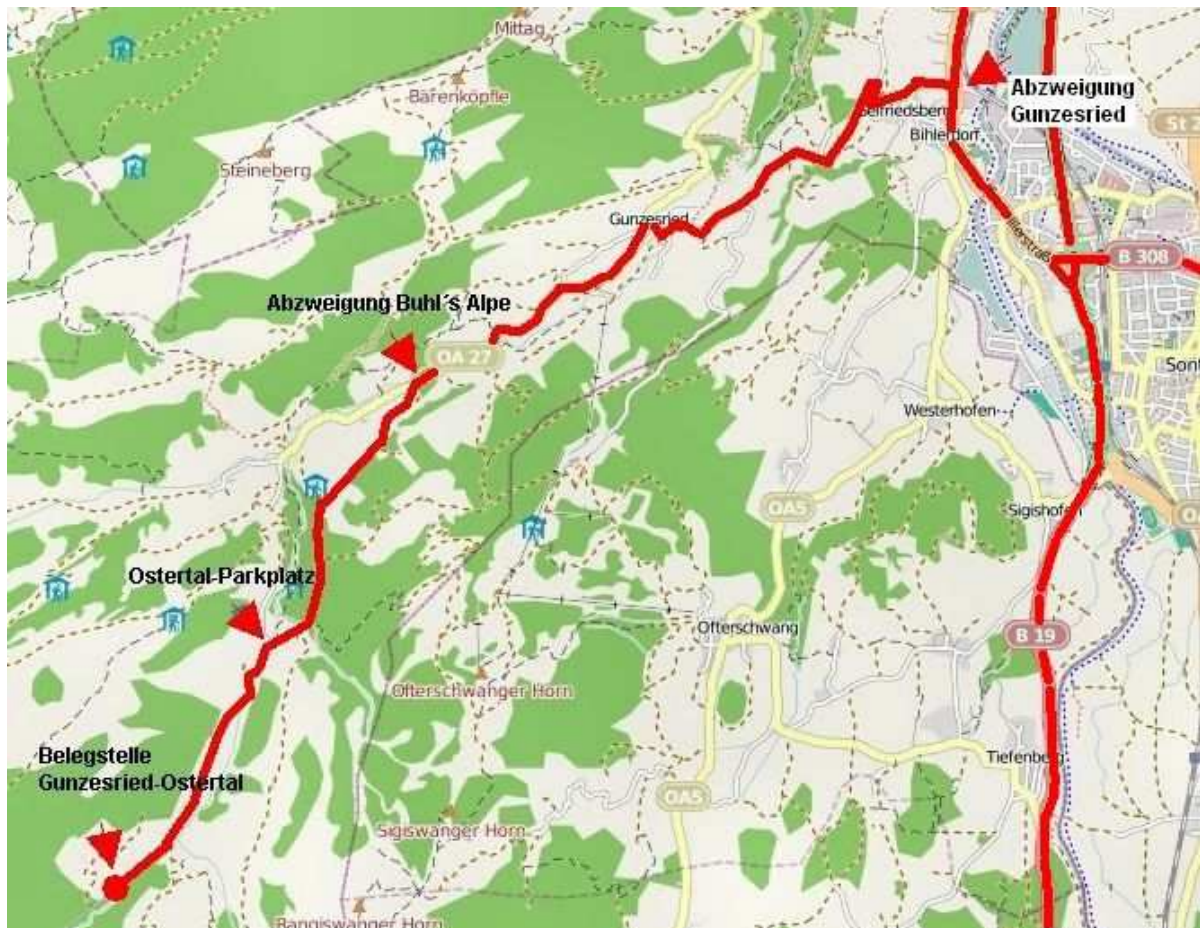 Mittag
Bärenköpfle
Steineberg
Abzweigung
Gunzesried
St
Bihlerdorf
Gunzesried
Illerstraß
B 308
Abzweigung Buhl´s Alpe
OA 27
Sont
Westerhofen
OA5
Sigishofen
O
Ostertal-Parkplatz
Ofterschwang
B 19
Ofterschwanger Horn
Belegstelle
Gunzesried-Ostertal
Tiefenberg
OA5
Sigiswanger Horn
Rangiswanger Horn